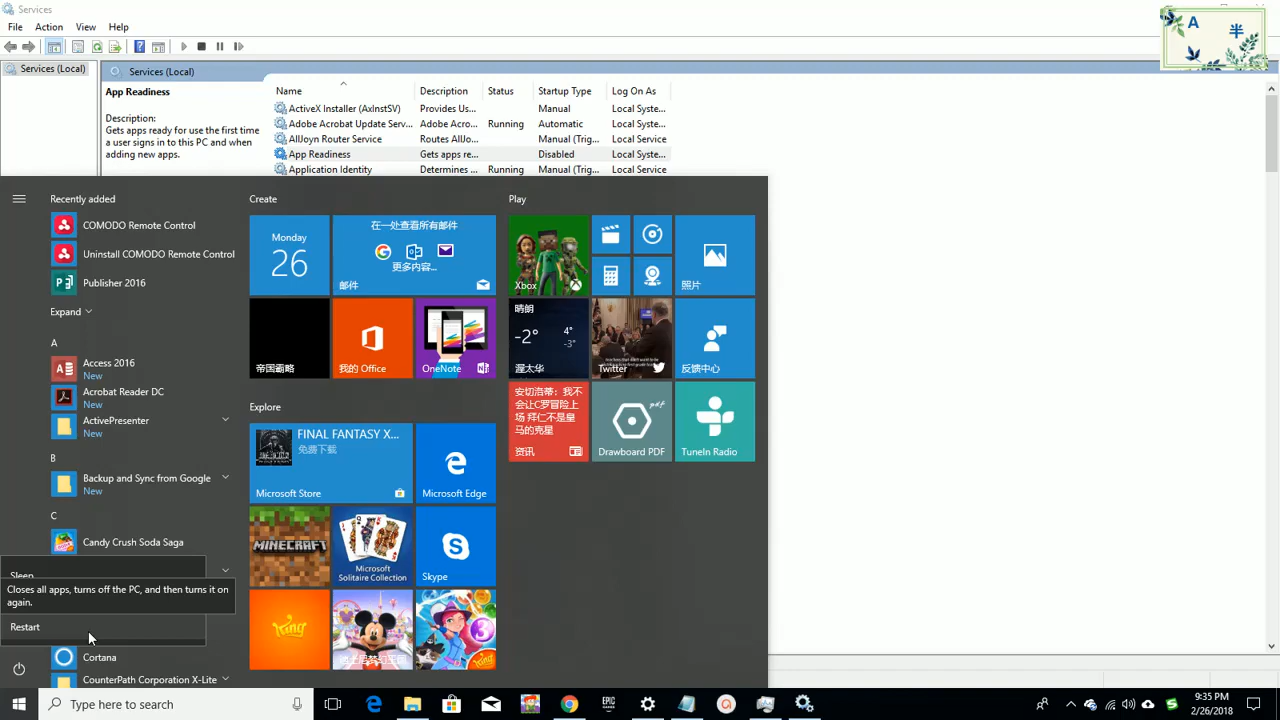 Services
File
Action
View
Help
A
半
Services (Local)
Services (Local)
App Readiness
Description:
Gets apps ready for use the first time
a user signs in to this PC and when
adding new apps.
Name
Description
Status
Startup Type
Log On As
ActiveX Installer (AxInstSV)
Provides Us...
Manual
Local Syste...
Adobe Acrobat Update Serv...
Adobe Acro...
Running
Automatic
Local Syste...
AllJoyn Router Service
Routes AllJo...
Manual (Trig...
Local Service
App Readiness
Gets apps re...
Disabled
Local Syste...
Application Identity
Determines ...
Running
Manual (Trig...
Local Service
Recently added
COMODO Remote Control
Uninstall COMODO Remote Control
Publisher 2016
Expand
A
Access 2016
New
Acrobat Reader DC
New
ActivePresenter
New
B
Backup and Sync from Google
New
C
Candy Crush Soda Saga
Sleep
Closes all apps, turns off the PC, and then turns it on
again.
Restart
Cortana
CounterPath Corporation X-Lite
Create
Monday
26
在一处查看所有邮件
更多内容...
邮件
帝国霸略
我的 Office
OneNote
Explore
FINAL FANTASY X...
免费下载
Microsoft Store
Microsoft Edge
MINECRAFT
Microsoft
Solitaire Collection
Skype
King
3
King
Play
Xbox
照片
晴朗
-2°
4°
-3°
渥太华
Twitter
反馈中心
安切洛蒂：我不
会让C罗冒险上
场 拜仁不是皇
马的克星
资讯
pdf
Drawboard PDF
TuneIn Radio
Type here to search
EPIC
GAMES
9:35 PM
2/26/2018